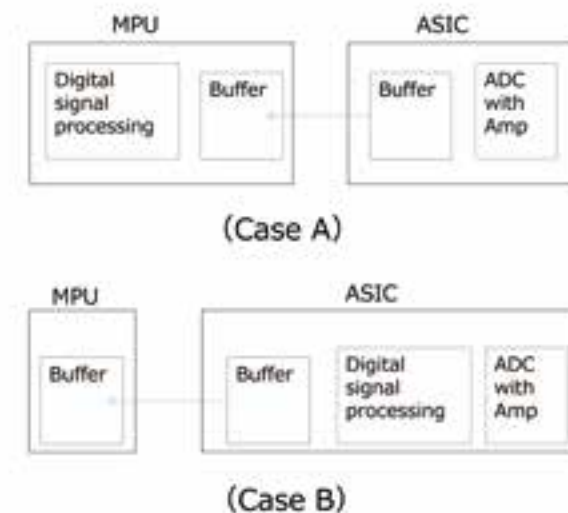 MPU
ASIC
Digital
signal
processing
Buffer
Buffer
ADC
with
Amp
(Case A)
MPU
ASIC
Buffer
Buffer
Digital
signal
processing
ADC
with
Amp
(Case B)